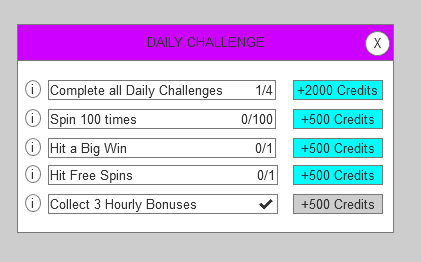 DAILY CHALLENGE X
i Complete all Daily Challenges 1/4 +2000 Credits
i Spin 100 times 0/100 +500 Credits
i Hit a Big Win 0/1 +500 Credits
i Hit Free Spins 0/1 +500 Credits
i Collect 3 Hourly Bonuses ✔ +500 Credits